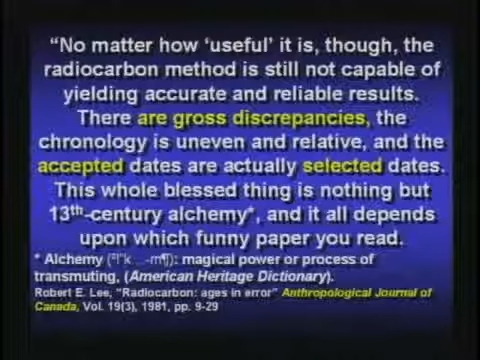 “No matter how ‘useful’ it is, though, the
radiocarbon method is still not capable of
yielding accurate and reliable results.
There are gross discrepancies, the
chronology is uneven and relative, and the
accepted dates are actually selected dates.
This whole blessed thing is nothing but
13th-century alchemy*, and it all depends
upon which funny paper you read.
* Alchemy: magical power or process of
transmuting, (American Heritage Dictionary).
Robert E. Lee, “Radiocarbon: ages in error” Anthropological Journal of
Canada, Vol. 19(3), 1981, pp. 9-29